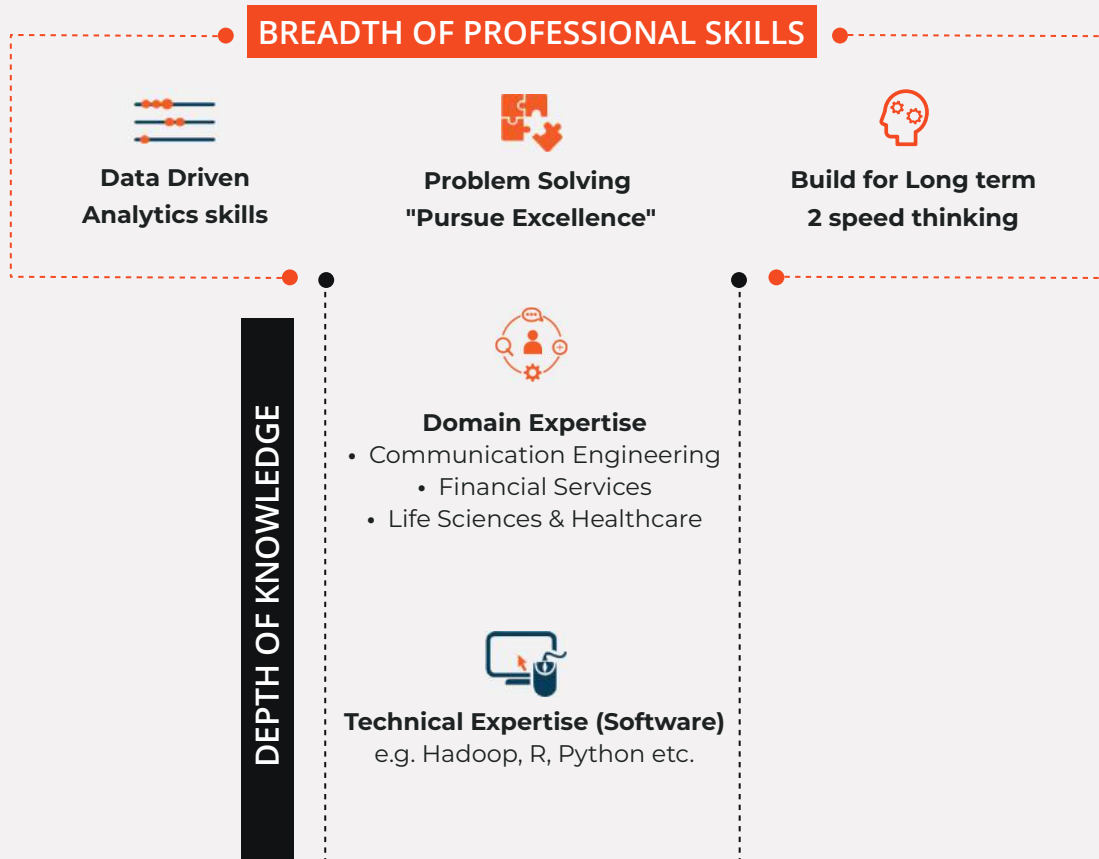 BREADTH OF PROFESSIONAL SKILLS
Data Driven
Analytics skills
Problem Solving
"Pursue Excellence"
Build for Long term
2 speed thinking
DEPTH OF KNOWLEDGE
Domain Expertise
• Communication Engineering
• Financial Services
• Life Sciences & Healthcare
Technical Expertise (Software)
e.g. Hadoop, R, Python etc.